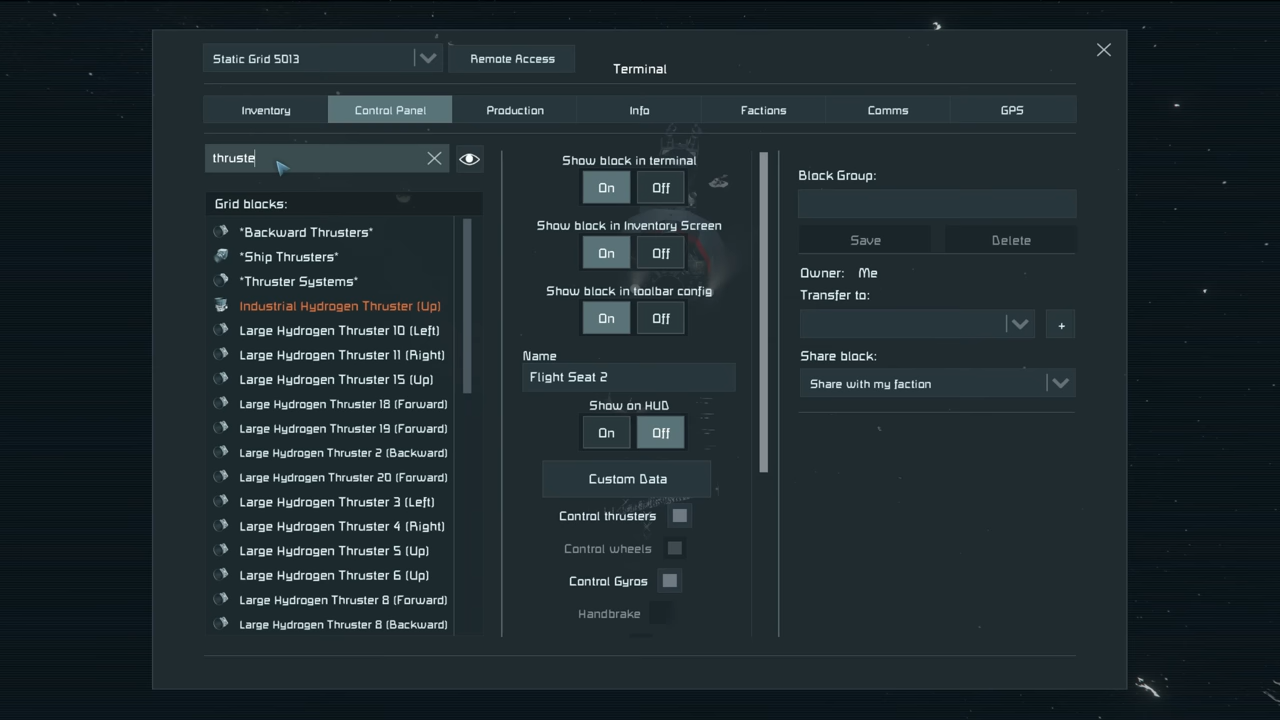 Static Grid 5013
Remote Access
Terminal
Inventory
Control Panel
Production
Info
Factions
Comms
GPS
thruste
Grid blocks:
*Backward Thrusters*
*Ship Thrusters*
*Thruster Systems*
Industrial Hydrogen Thruster (Up)
Large Hydrogen Thruster 10 (Left)
Large Hydrogen Thruster 11 (Right)
Large Hydrogen Thruster 15 (Up)
Large Hydrogen Thruster 18 (Forward)
Large Hydrogen Thruster 19 (Forward)
Large Hydrogen Thruster 2 (Backward)
Large Hydrogen Thruster 20 (Forward)
Large Hydrogen Thruster 3 (Left)
Large Hydrogen Thruster 4 (Right)
Large Hydrogen Thruster 5 (Up)
Large Hydrogen Thruster 6 (Up)
Large Hydrogen Thruster 8 (Forward)
Large Hydrogen Thruster 8 (Backward)
Show block in terminal
On Off
Show block in Inventory Screen
On Off
Show block in toolbar config
On Off
Name
Flight Seat 2
Show on HUD
On Off
Custom Data
Control thrusters
Control wheels
Control Gyros
Handbrake
Block Group:
Save
Delete
Owner: Me
Transfer to:
+
Share block:
Share with my faction